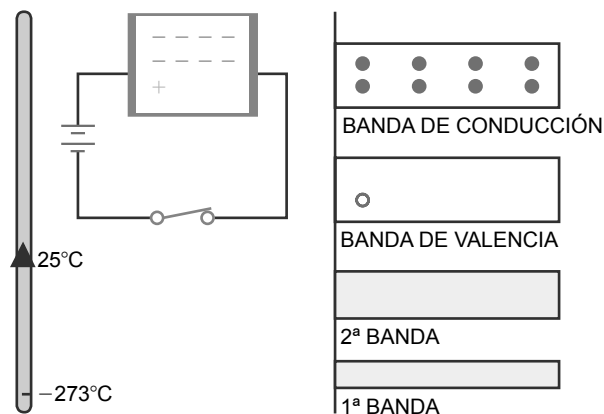 BANDA DE CONDUCCIÓN
BANDA DE VALENCIA
25°C
2ª BANDA
−273°C
1ª BANDA